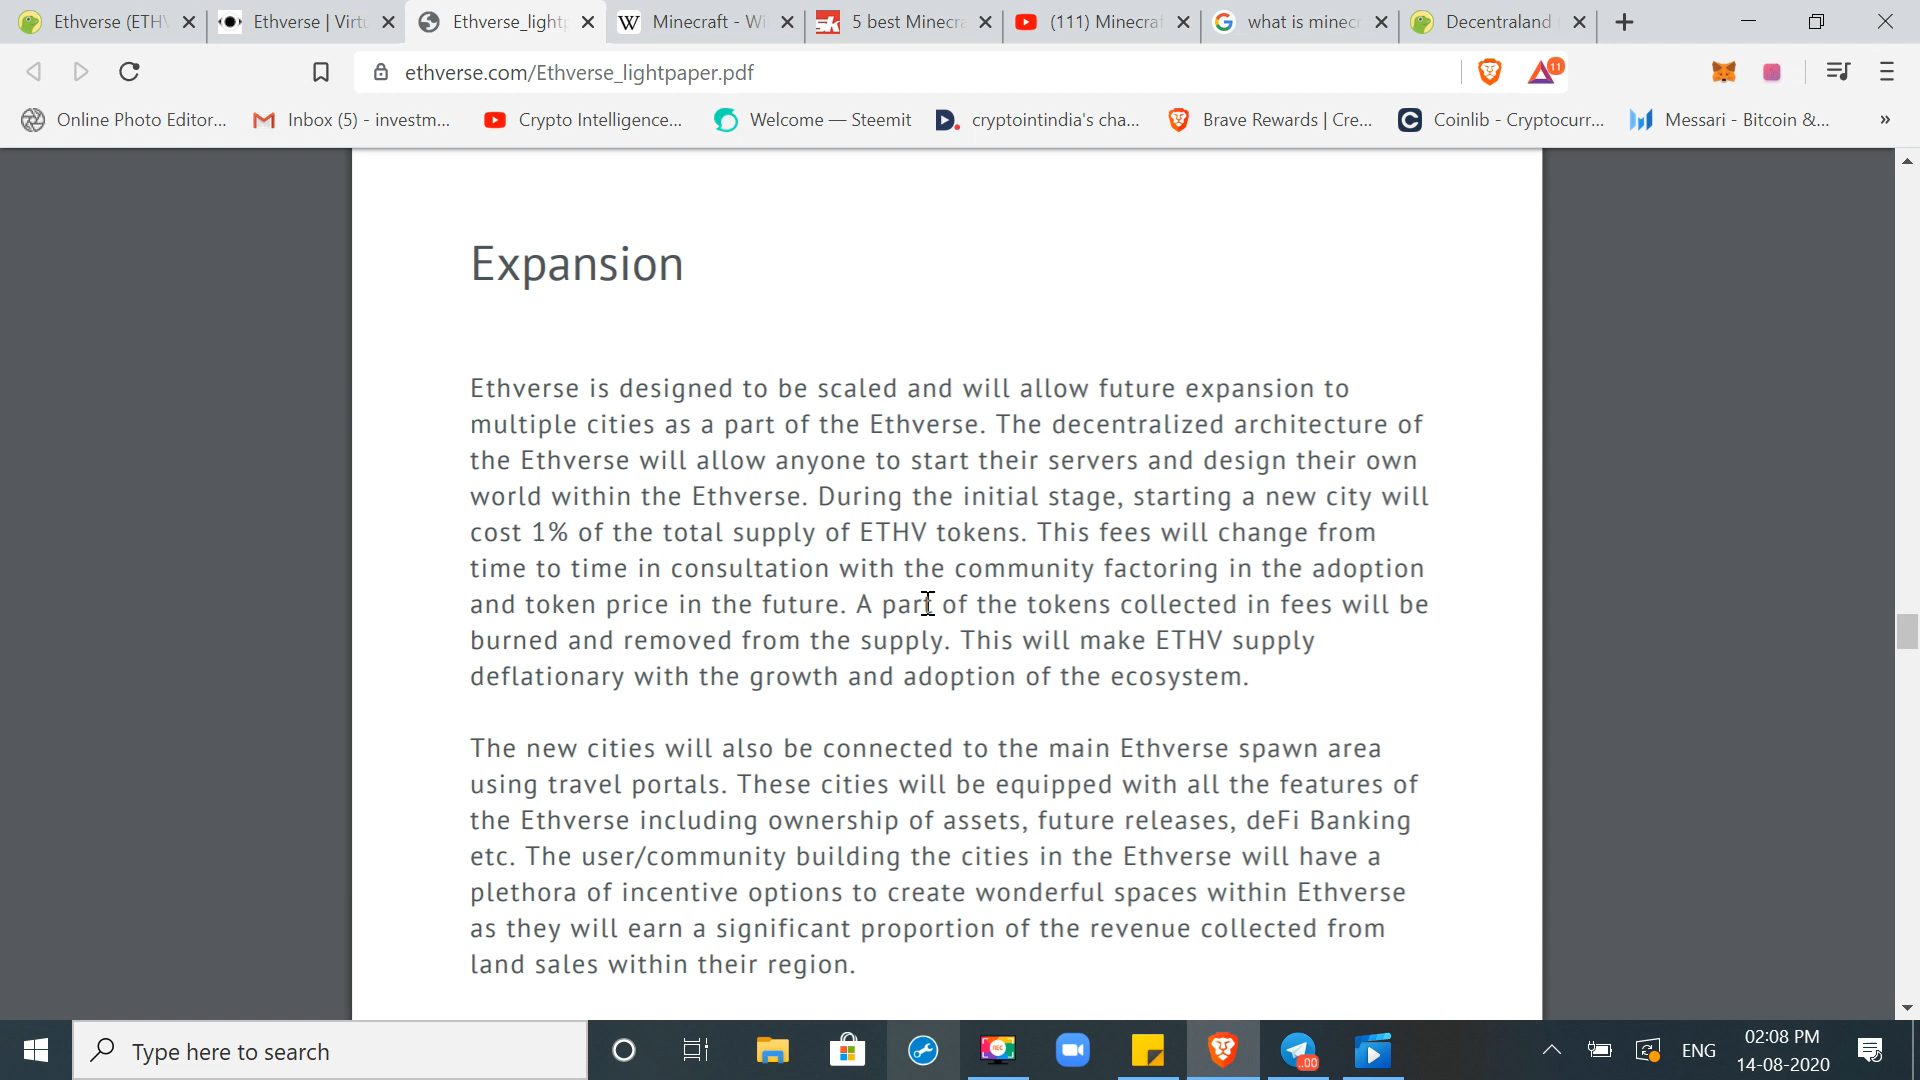 Ethverse (ETH
Ethverse | Virtu
Ethverse_light
Minecraft - Wi
5 best Minecra
(111) Minecraf
what is minec
Decentraland
ethverse.com/Ethverse_lightpaper.pdf
11
Online Photo Editor...
Inbox (5) - investm...
Crypto Intelligence...
Welcome — Steemit
cryptointindia's cha...
Brave Rewards | Cre...
Coinlib - Cryptocurr...
Messari - Bitcoin &...
»
Expansion
Ethverse is designed to be scaled and will allow future expansion to
multiple cities as a part of the Ethverse. The decentralized architecture of
the Ethverse will allow anyone to start their servers and design their own
world within the Ethverse. During the initial stage, starting a new city will
cost 1% of the total supply of ETHV tokens. This fees will change from
time to time in consultation with the community factoring in the adoption
and token price in the future. A part of the tokens collected in fees will be
burned and removed from the supply. This will make ETHV supply
deflationary with the growth and adoption of the ecosystem.
The new cities will also be connected to the main Ethverse spawn area
using travel portals. These cities will be equipped with all the features of
the Ethverse including ownership of assets, future releases, deFi Banking
etc. The user/community building the cities in the Ethverse will have a
plethora of incentive options to create wonderful spaces within Ethverse
as they will earn a significant proportion of the revenue collected from
land sales within their region.
Type here to search
REC
.00
ENG
02:08 PM
14-08-2020